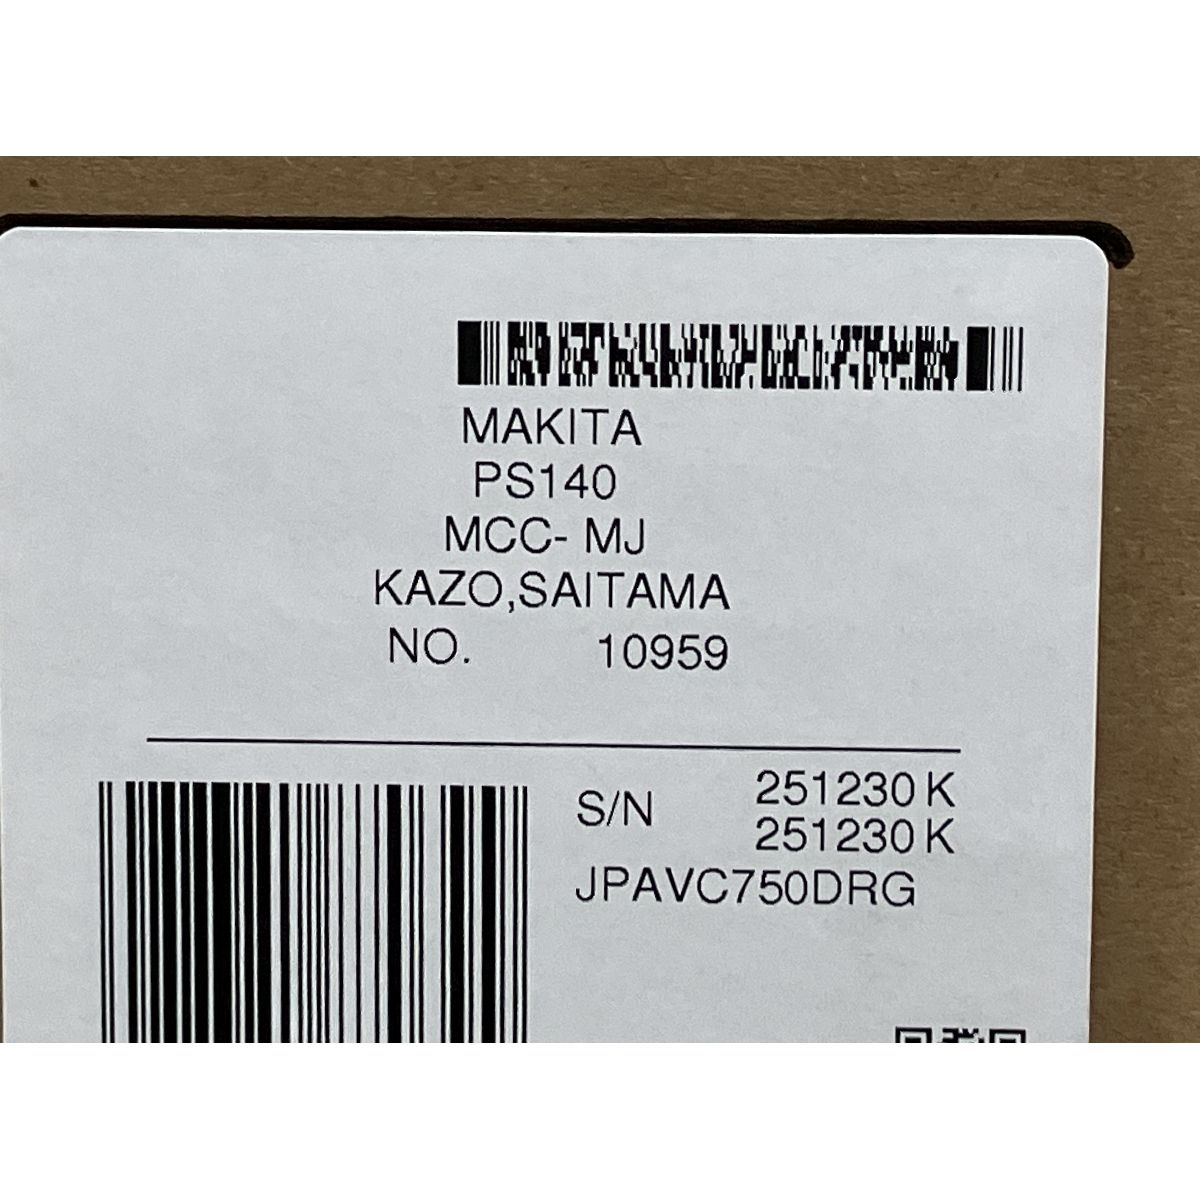 MAKITA
PS140
MCC- MJ
KAZO,SAITAMA
NO. 10959
S/N 251230 K
251230 K
JPAVC750DRG